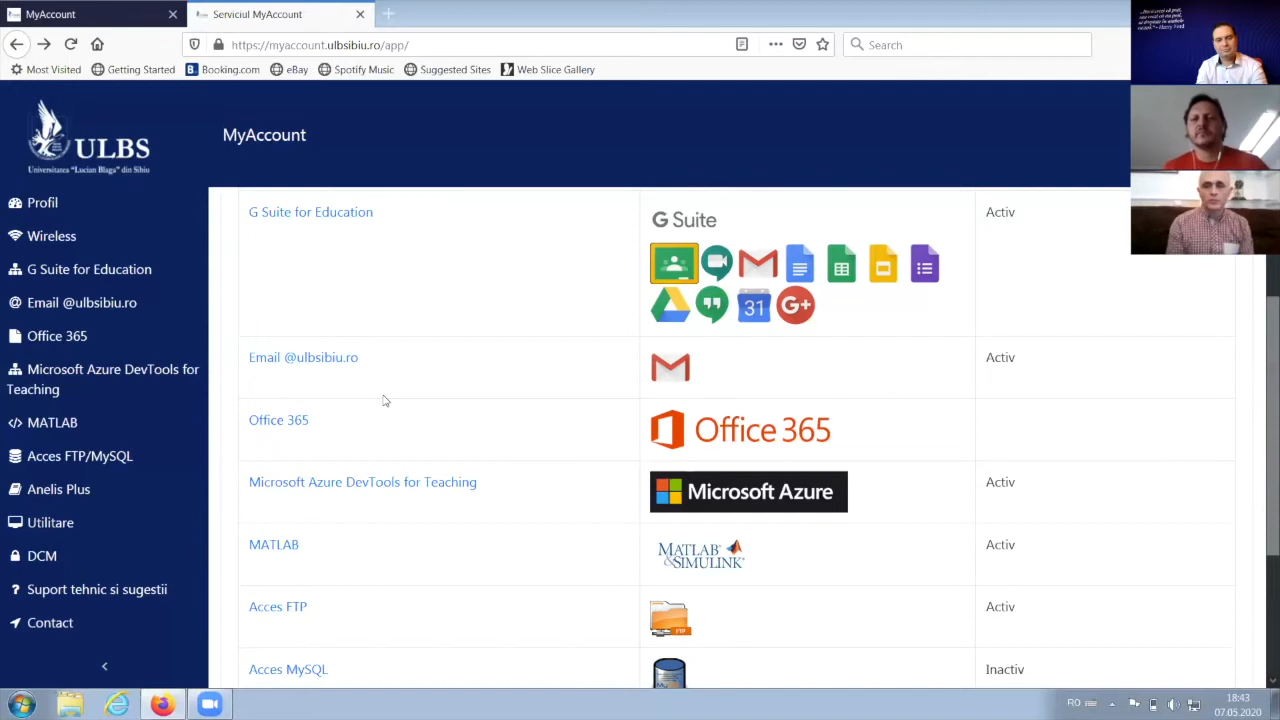 MyAccount
Serviciul MyAccount
https://myaccount.ulbsibiu.ro/app/
Search
Most Visited
Getting Started
Booking.com
eBay
Spotify Music
Suggested Sites
Web Slice Gallery
ULBS
Universitatea "Lucian Blaga" din Sibiu
MyAccount
Profil
Wireless
G Suite for Education
Email @ulbsibiu.ro
Office 365
Microsoft Azure DevTools for
Teaching
MATLAB
Acces FTP/MySQL
Anelis Plus
Utilitare
DCM
Suport tehnic si sugestii
Contact
G Suite for Education
G Suite
31
G+
Activ
Email @ulbsibiu.ro
Activ
Office 365
Office 365
Microsoft Azure DevTools for Teaching
Microsoft Azure
Activ
MATLAB
MATLAB
&SIMULINK
Activ
Acces FTP
FTP
Activ
Acces MySQL
Inactiv
RO
18:43
07.05.2020